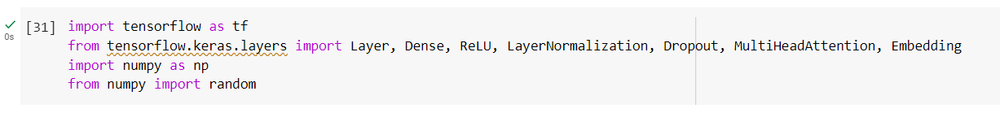 [31] import tensorflow as tf
0s
from tensorflow.keras.layers import Layer, Dense, ReLU, LayerNormalization, Dropout, MultiHeadAttention, Embedding
import numpy as np
from numpy import random